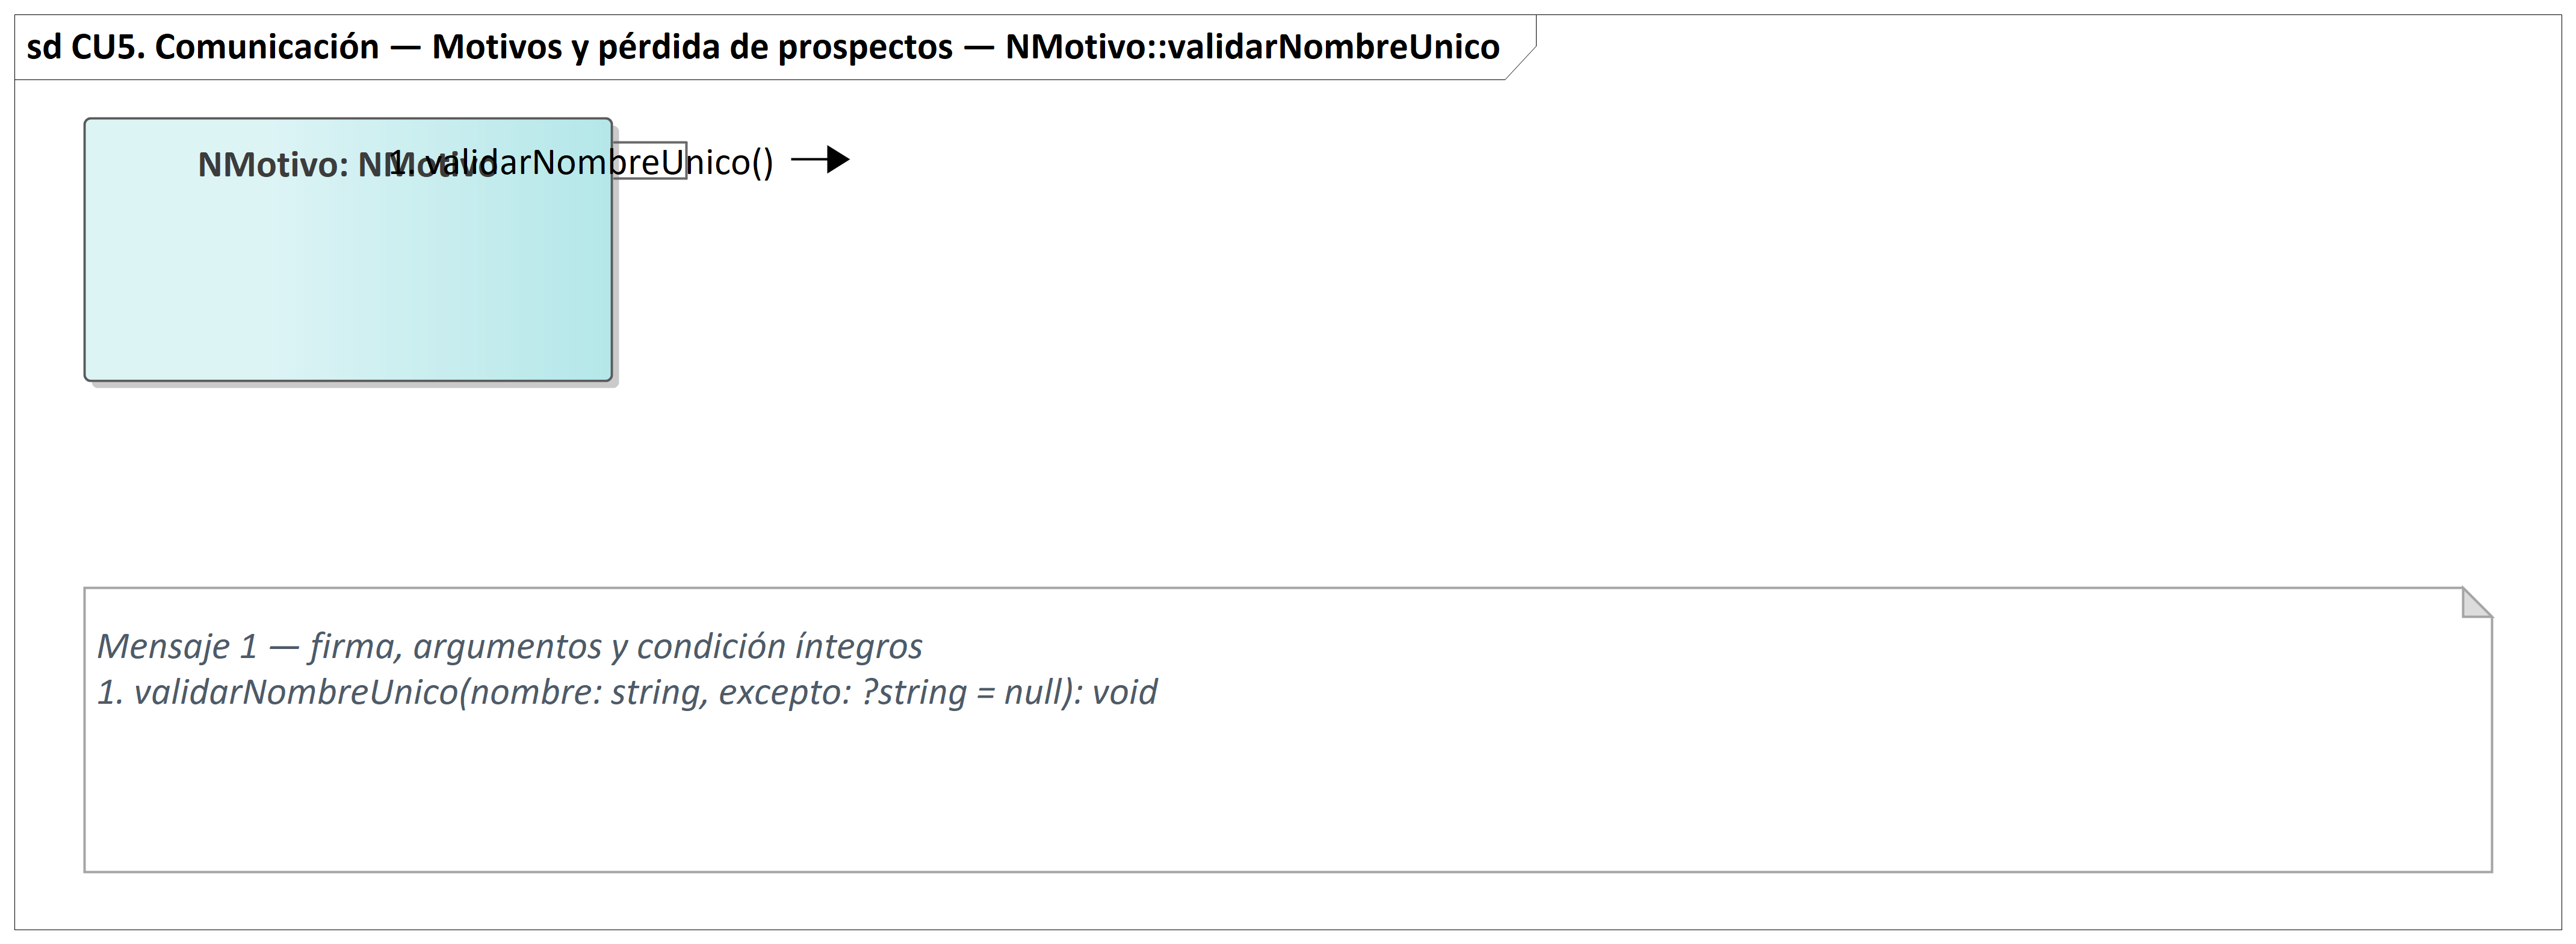 sd CU5. Comunicación — Motivos y pérdida de prospectos — NMotivo::validarNombreUnico
NMotivo: NMotivo
1. validarNombreUnico()
Mensaje 1 — firma, argumentos y condición íntegros
1. validarNombreUnico(nombre: string, excepto: ?string = null): void